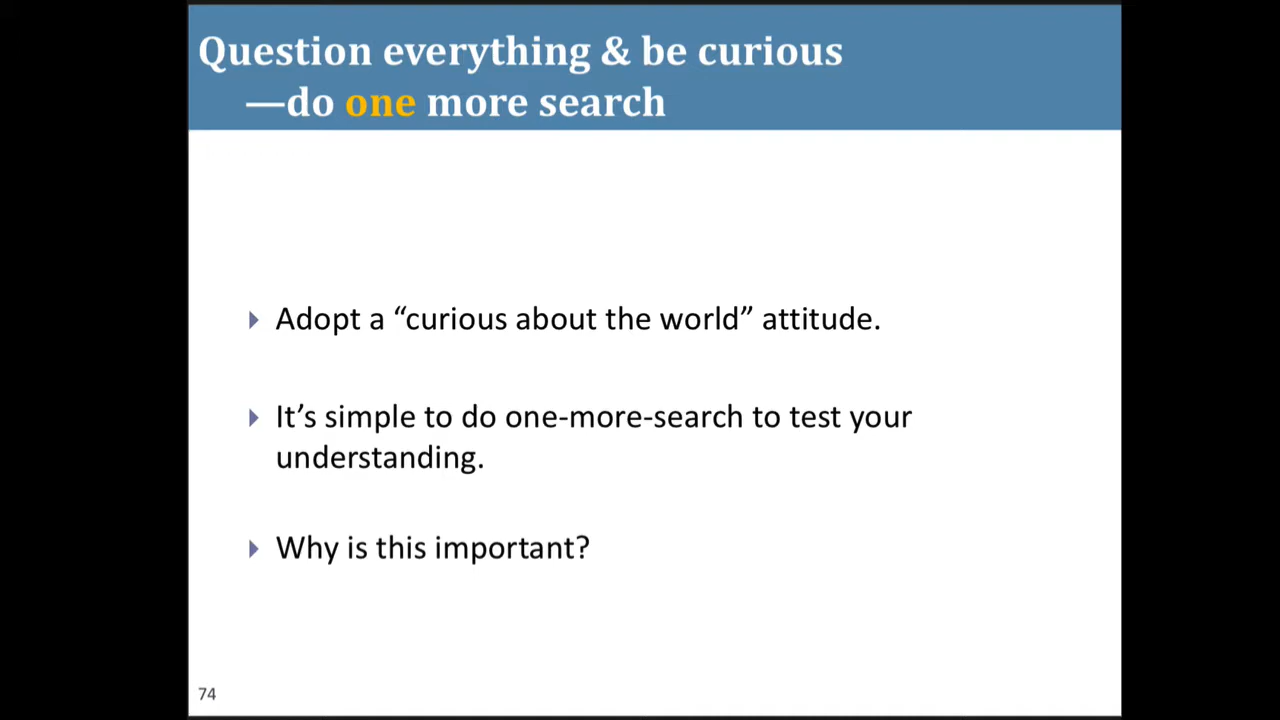 Question everything & be curious
—do one more search
Adopt a “curious about the world” attitude.
It’s simple to do one-more-search to test your
understanding.
Why is this important?
74